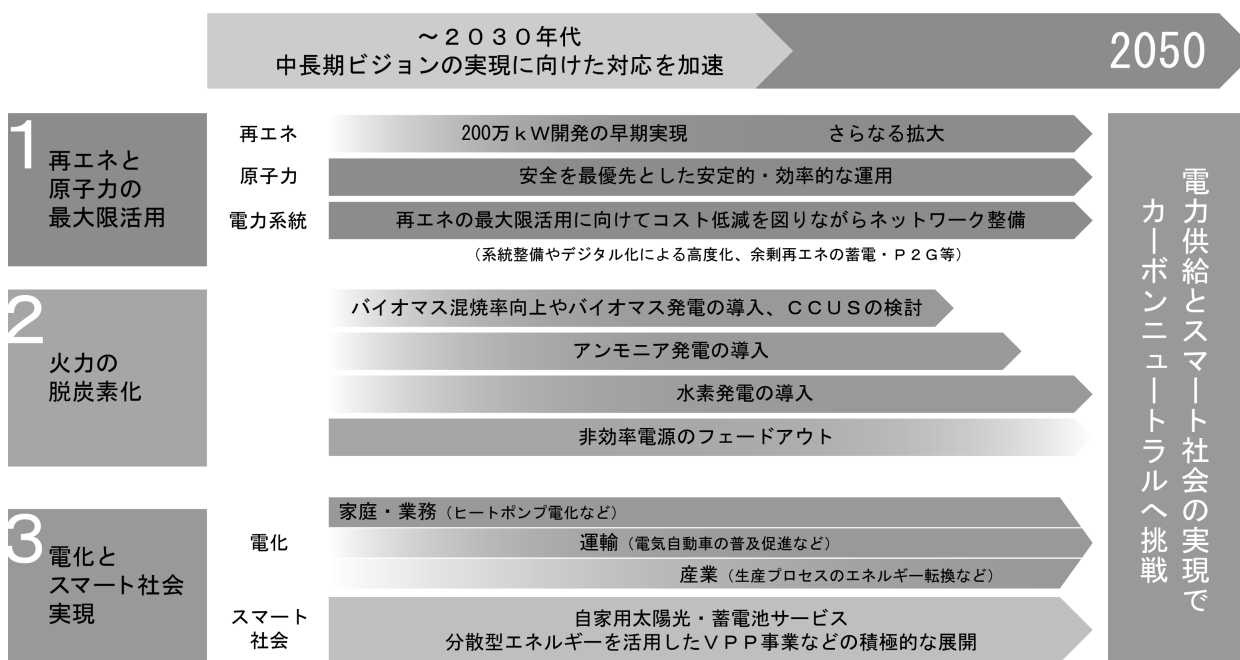 ～２０３０年代
中長期ビジョンの実現に向けた対応を加速
2050
1
再エネと
原子力の
最大限活用
再エネ
200万ｋW開発の早期実現
さらなる拡大
原子力
安全を最優先とした安定的・効率的な運用
電力系統
再エネの最大限活用に向けてコスト低減を図りながらネットワーク整備
（系統整備やデジタル化による高度化、余剰再エネの蓄電・Ｐ２Ｇ等）
2
火力の
脱炭素化
バイオマス混焼率向上やバイオマス発電の導入、ＣＣＵＳの検討
アンモニア発電の導入
水素発電の導入
非効率電源のフェードアウト
3
電化と
スマート社会
実現
電化
家庭・業務（ヒートポンプ電化など）
運輸（電気自動車の普及促進など）
産業（生産プロセスのエネルギー転換など）
スマート
社会
自家用太陽光・蓄電池サービス
分散型エネルギーを活用したＶＰＰ事業などの積極的な展開
電力供給とスマート社会の実現で
カーボンニュートラルへ挑戦